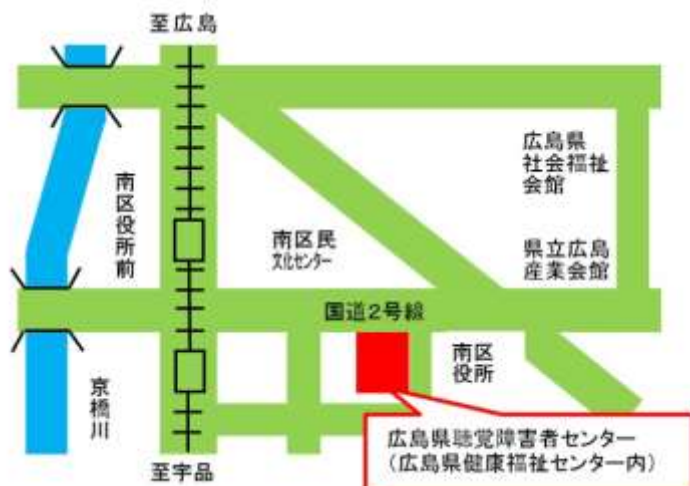 至広島
広島県
社会福祉
会館
南区役所前
南区民
文化センター
県立広島
産業会館
国道2号線
南区
役所
京橋川
広島県聴覚障害者センター
(広島県健康福祉センター内)
至宇品